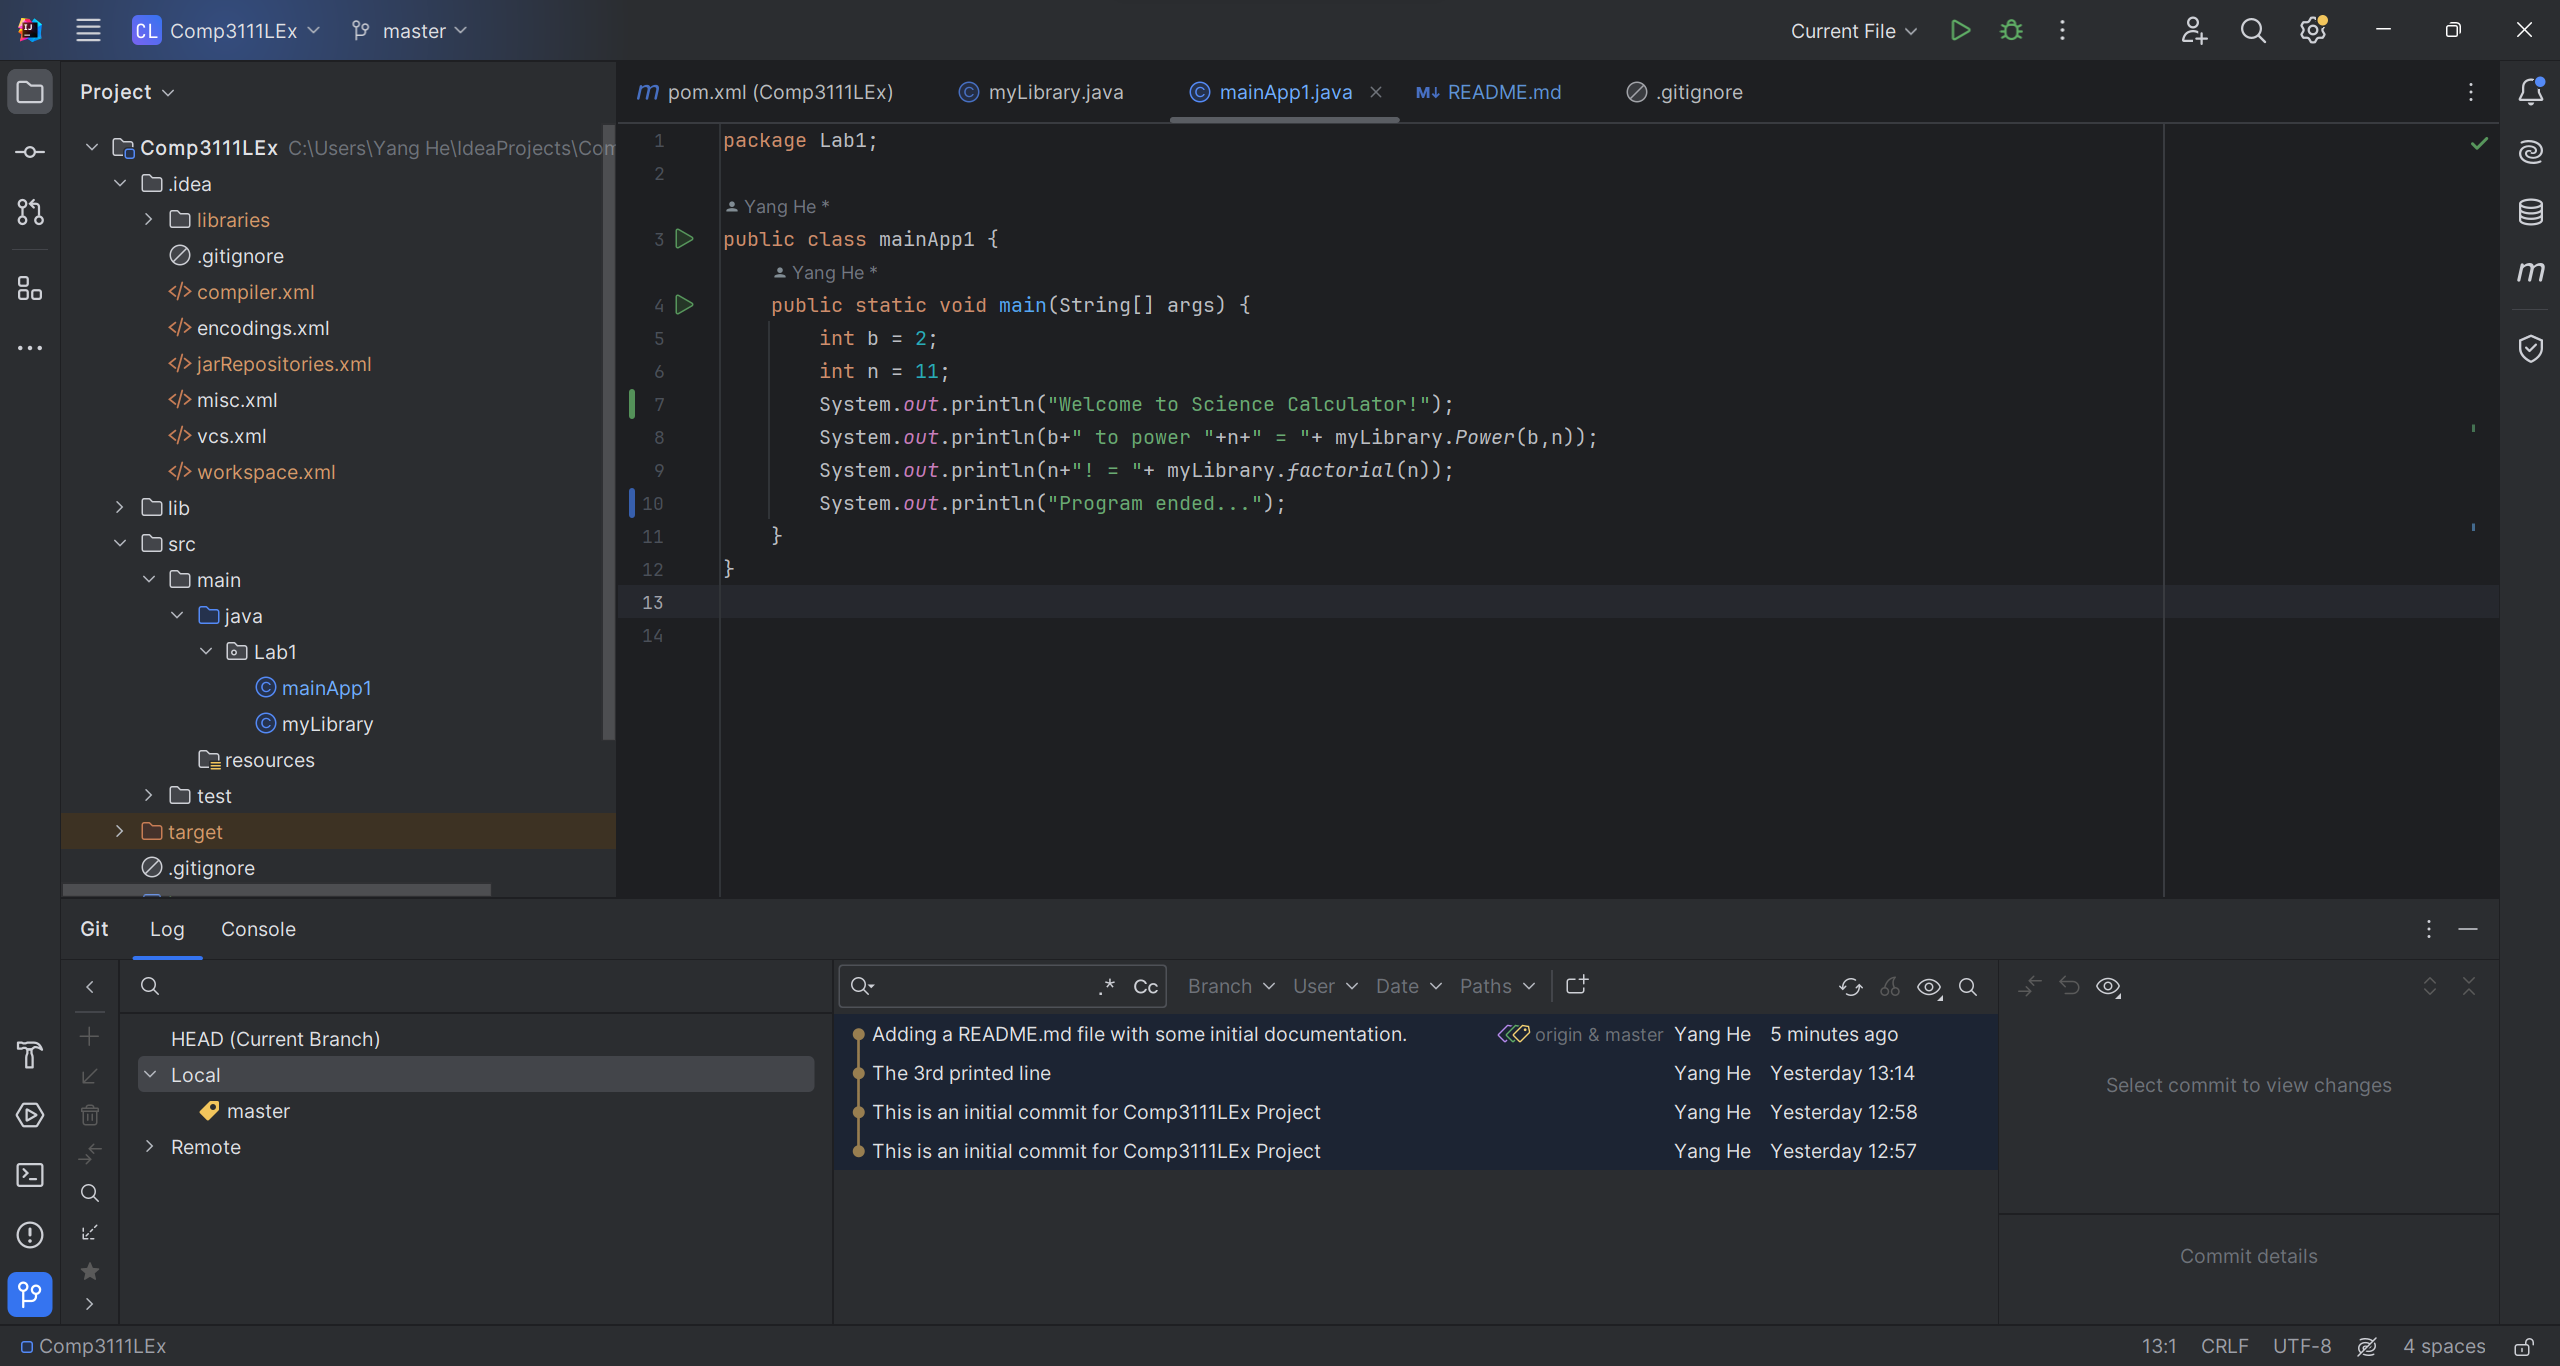 CL Comp3111LEx master Current File
Project
pom.xml (Comp3111LEx) myLibrary.java mainApp1.java README.md .gitignore
Comp3111LEx C:\Users\Yang He\IdeaProjects\Com
.idea
libraries
.gitignore
compiler.xml
encodings.xml
jarRepositories.xml
misc.xml
vcs.xml
workspace.xml
lib
src
main
java
Lab1
mainApp1
myLibrary
resources
test
target
.gitignore
1 package Lab1;
2
Yang He *
3 public class mainApp1 {
Yang He *
4 public static void main(String[] args) {
5 int b = 2;
6 int n = 11;
7 System.out.println("Welcome to Science Calculator!");
8 System.out.println(b+" to power "+n+" = "+ myLibrary.Power(b,n));
9 System.out.println(n+"! = "+ myLibrary.factorial(n));
10 System.out.println("Program ended...");
11 }
12 }
13
14
Git Log Console
.* Cc Branch User Date Paths
HEAD (Current Branch)
Local
master
Remote
Adding a README.md file with some initial documentation. origin & master Yang He 5 minutes ago
The 3rd printed line Yang He Yesterday 13:14
This is an initial commit for Comp3111LEx Project Yang He Yesterday 12:58
This is an initial commit for Comp3111LEx Project Yang He Yesterday 12:57
Select commit to view changes
Commit details
Comp3111LEx 13:1 CRLF UTF-8 4 spaces